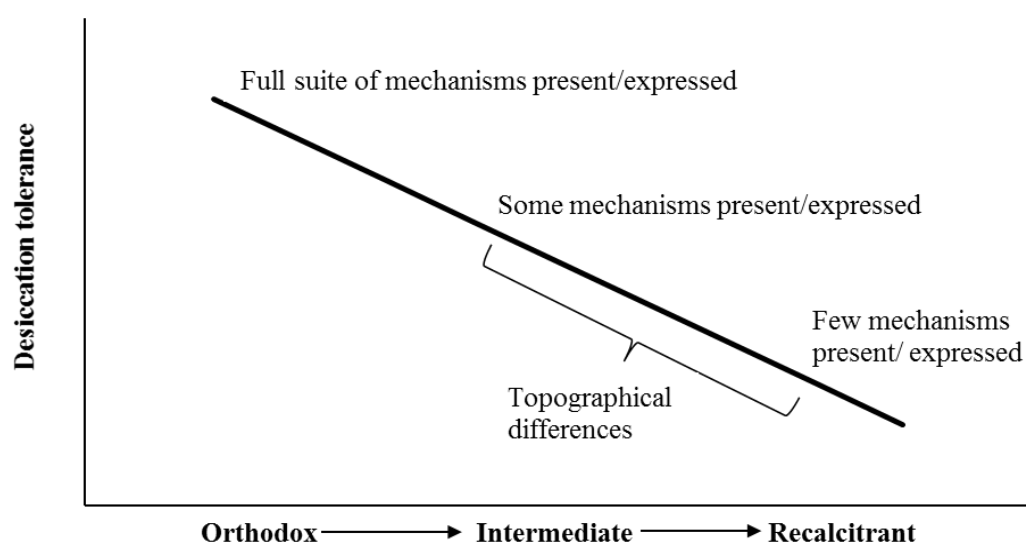 Full suite of mechanisms present/expressed
Desiccation tolerance
Some mechanisms present/expressed
Few mechanisms
present/ expressed
Topographical
differences
Orthodox Intermediate Recalcitrant